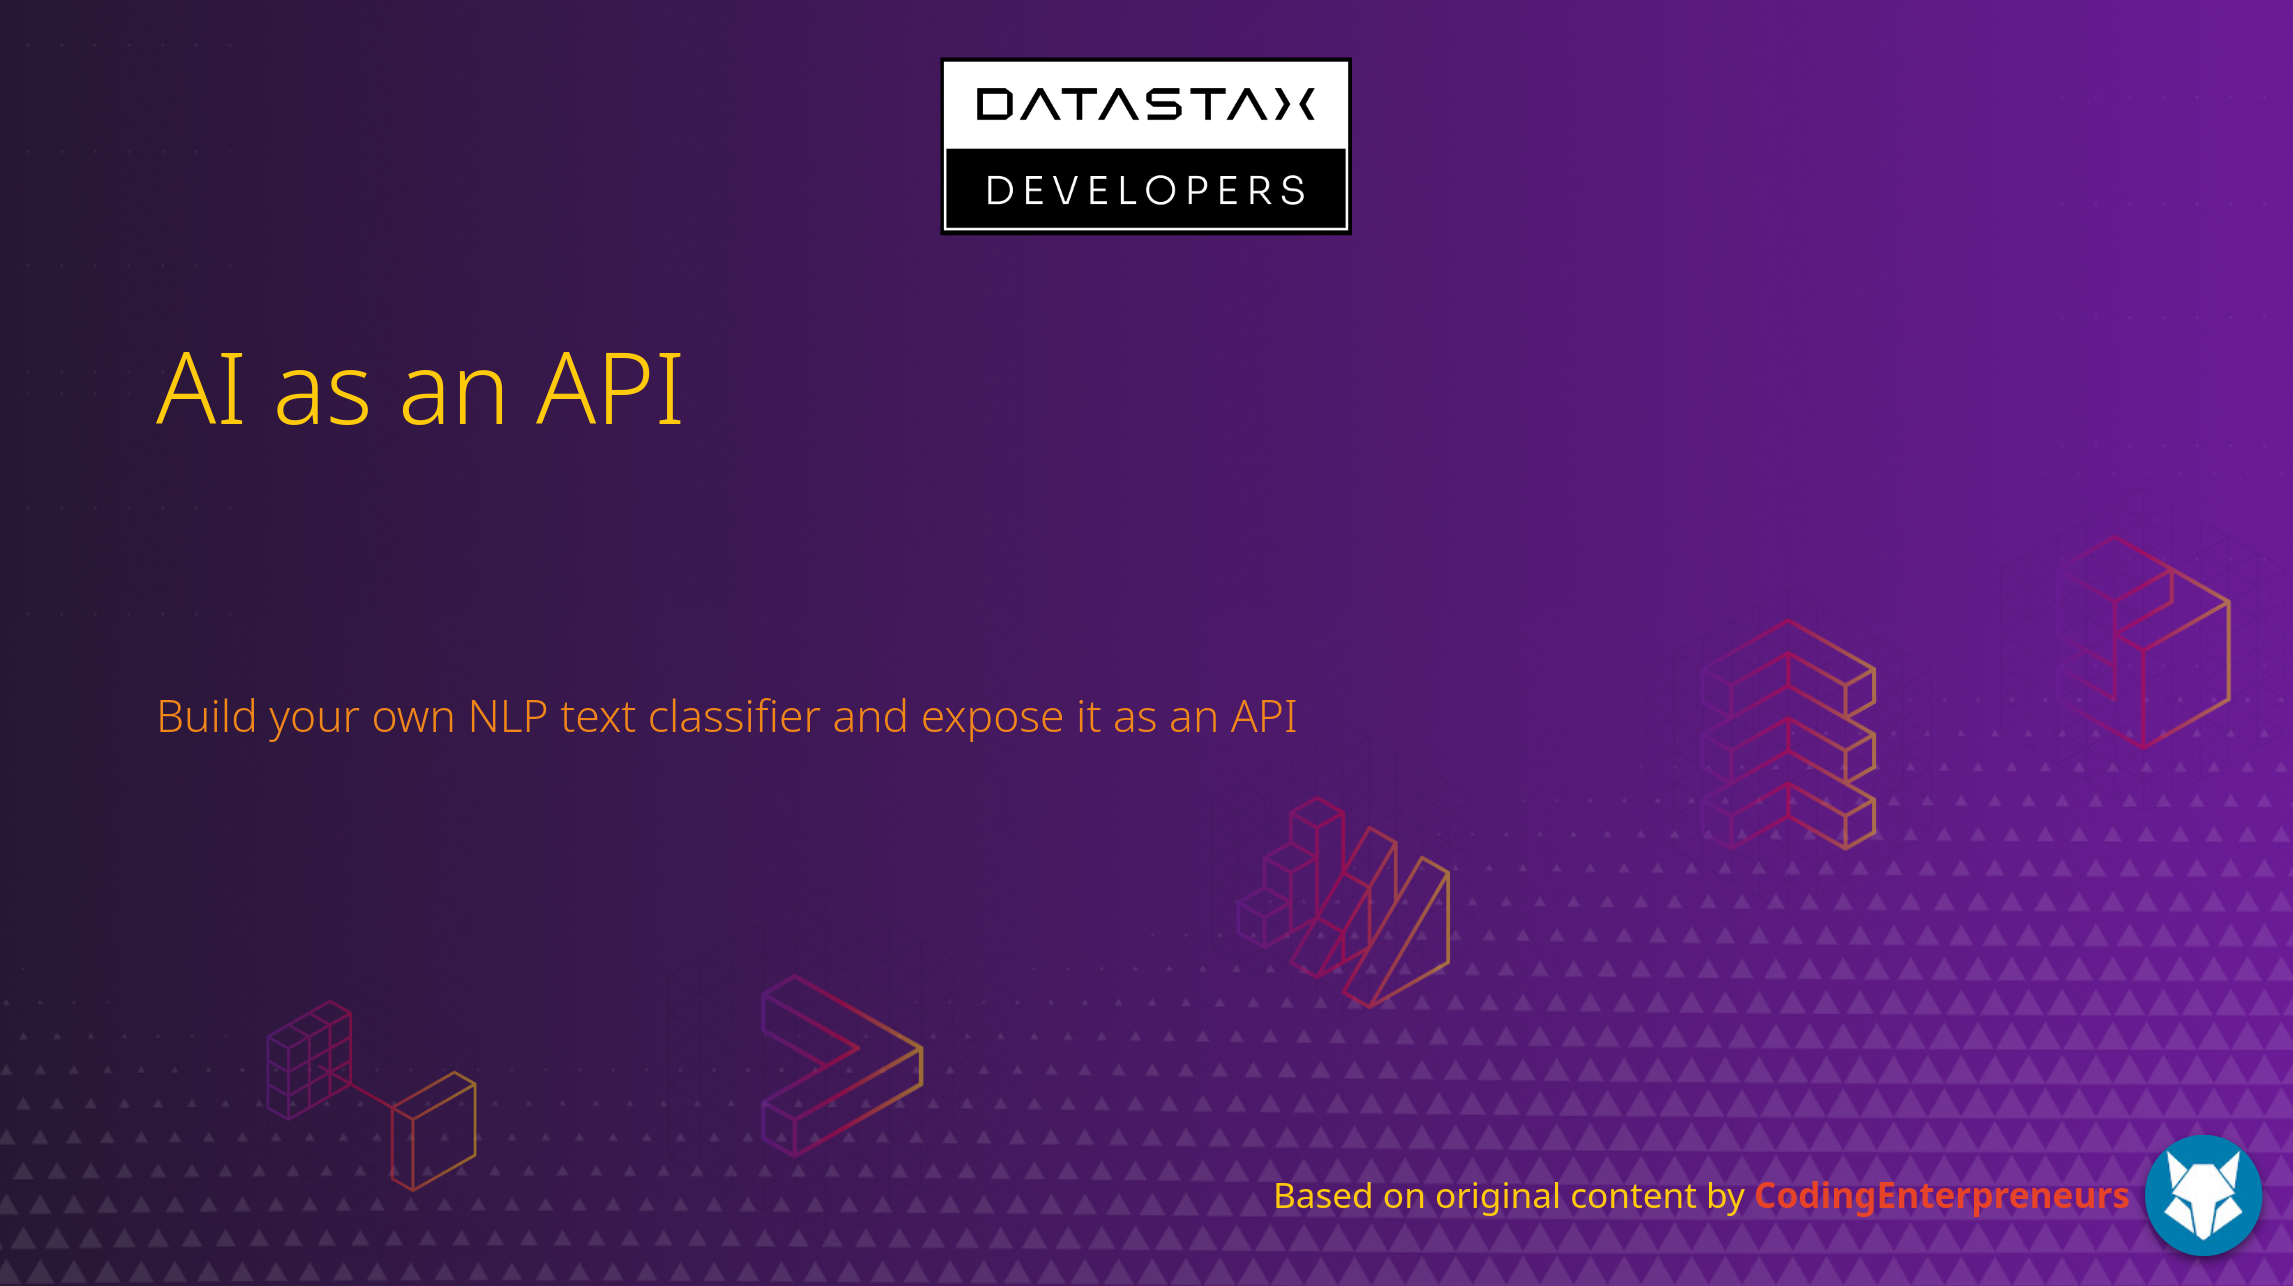 DATASTAX
DEVELOPERS
AI as an API
Build your own NLP text classifier and expose it as an API
Based on original content by CodingEnterpreneurs